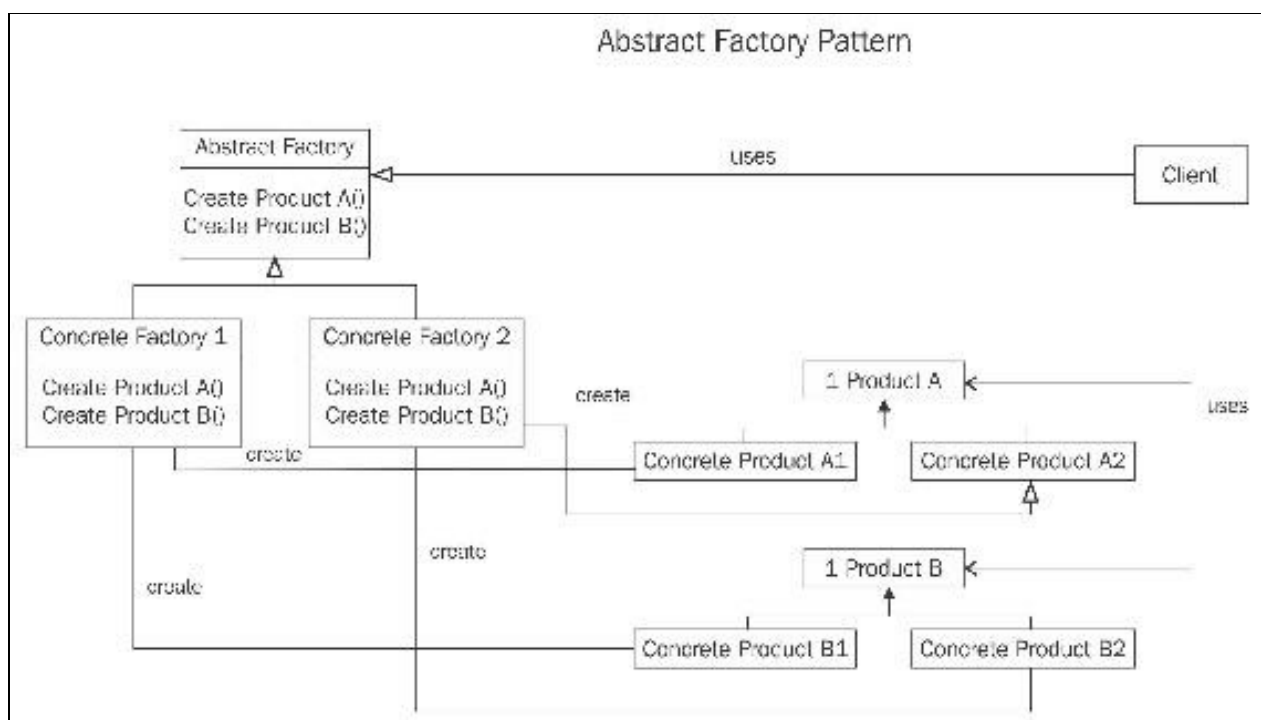 Abstract Factory Pattern
Abstract Factory
Create Product A()
Create Product B()
uses
Client
Concrete Factory 1
Create Product A()
Create Product B()
Concrete Factory 2
Create Product A()
Create Product B()
create
1 Product A
uses
create
Concrete Product A1
Concrete Product A2
create
1 Product B
create
Concrete Product B1
Concrete Product B2